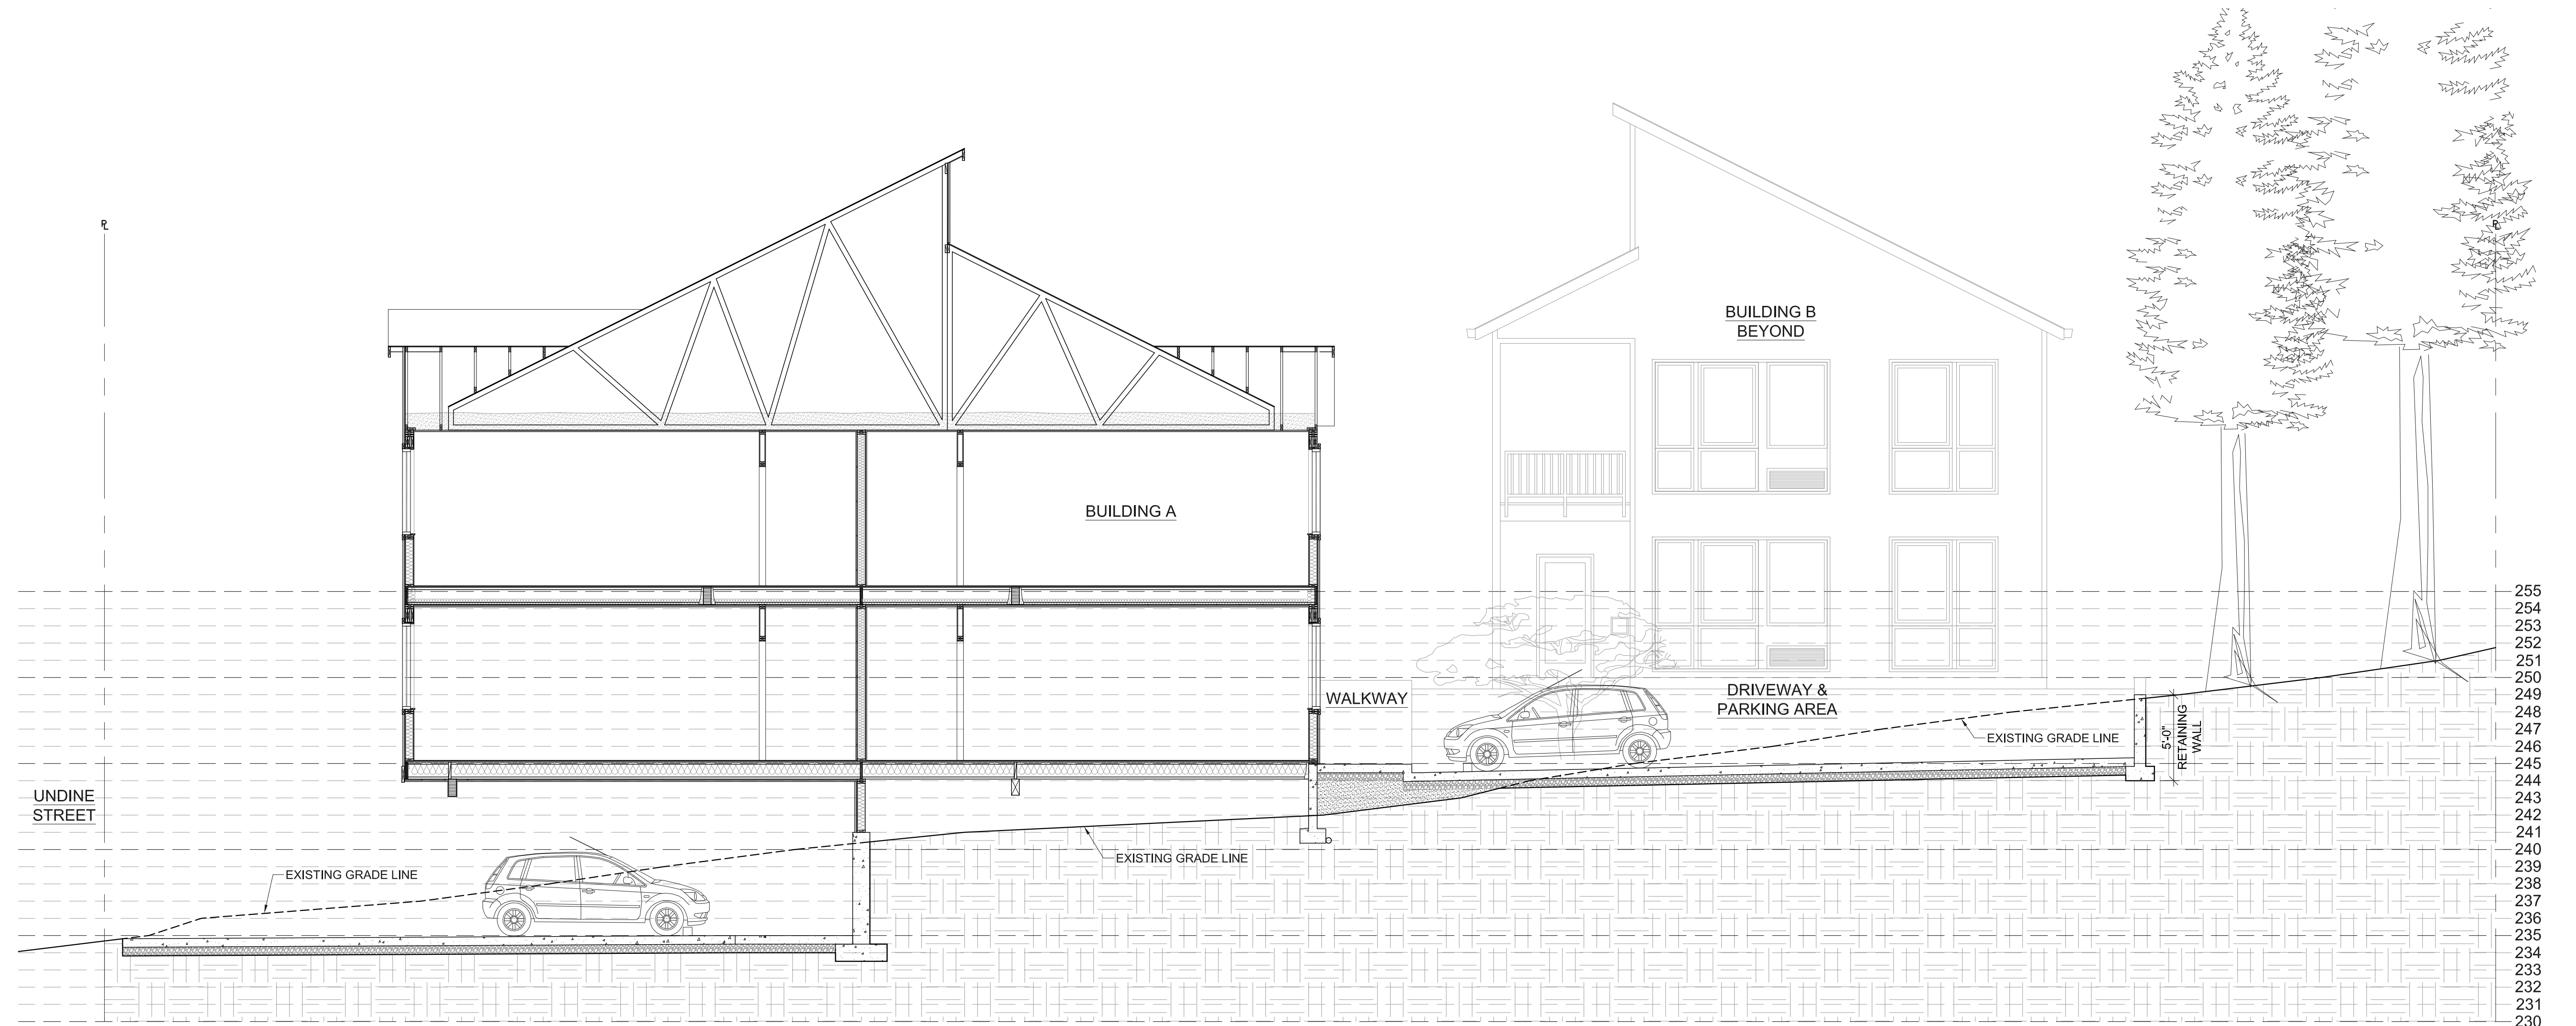 ℄
℄
BUILDING B
BEYOND
BUILDING A
WALKWAY
DRIVEWAY &
PARKING AREA
EXISTING GRADE LINE
5'-0"
RETAINING
WALL
UNDINE
STREET
EXISTING GRADE LINE
EXISTING GRADE LINE
255
254
253
252
251
250
249
248
247
246
245
244
243
242
241
240
239
238
237
236
235
234
233
232
231
230